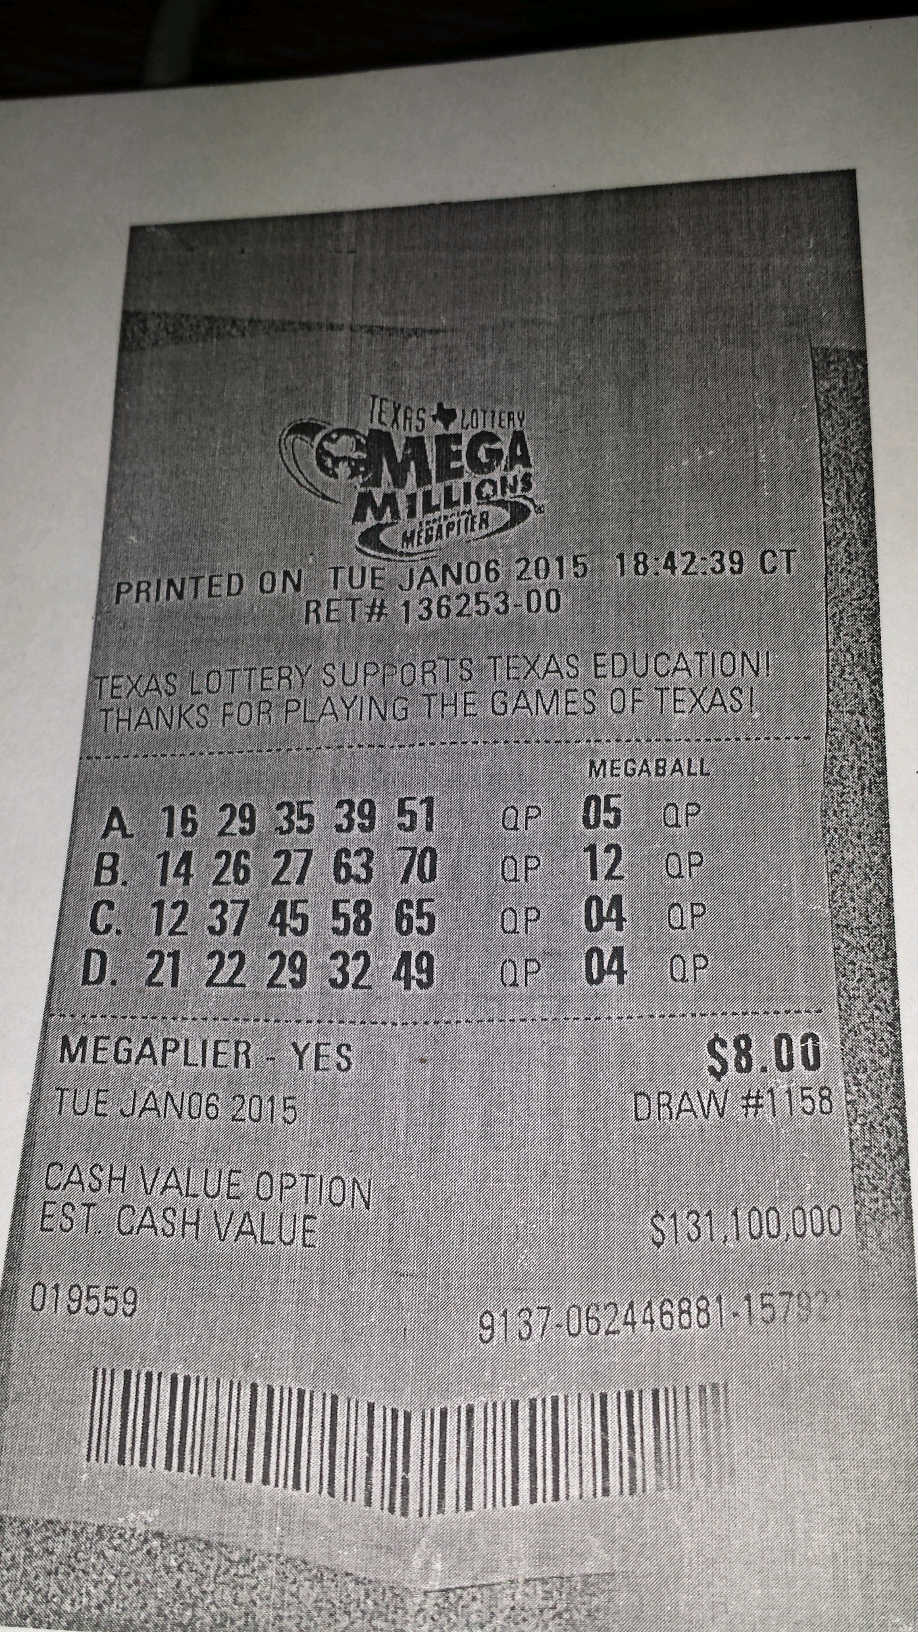 TEXAS LOTTERY
MEGA
MILLIONS
MEGAPLIER
PRINTED ON TUE JAN06 2015 18:42:39 CT
RET# 136253-00
TEXAS LOTTERY SUPPORTS TEXAS EDUCATION!
THANKS FOR PLAYING THE GAMES OF TEXAS!
MEGABALL
A. 16 29 35 39 51 QP 05 QP
B. 14 26 27 63 70 QP 12 QP
C. 12 37 45 58 65 QP 04 QP
D. 21 22 29 32 49 QP 04 QP
MEGAPLIER - YES $8.00
TUE JAN06 2015 DRAW #1158
CASH VALUE OPTION
EST. CASH VALUE $131,100,000
019559